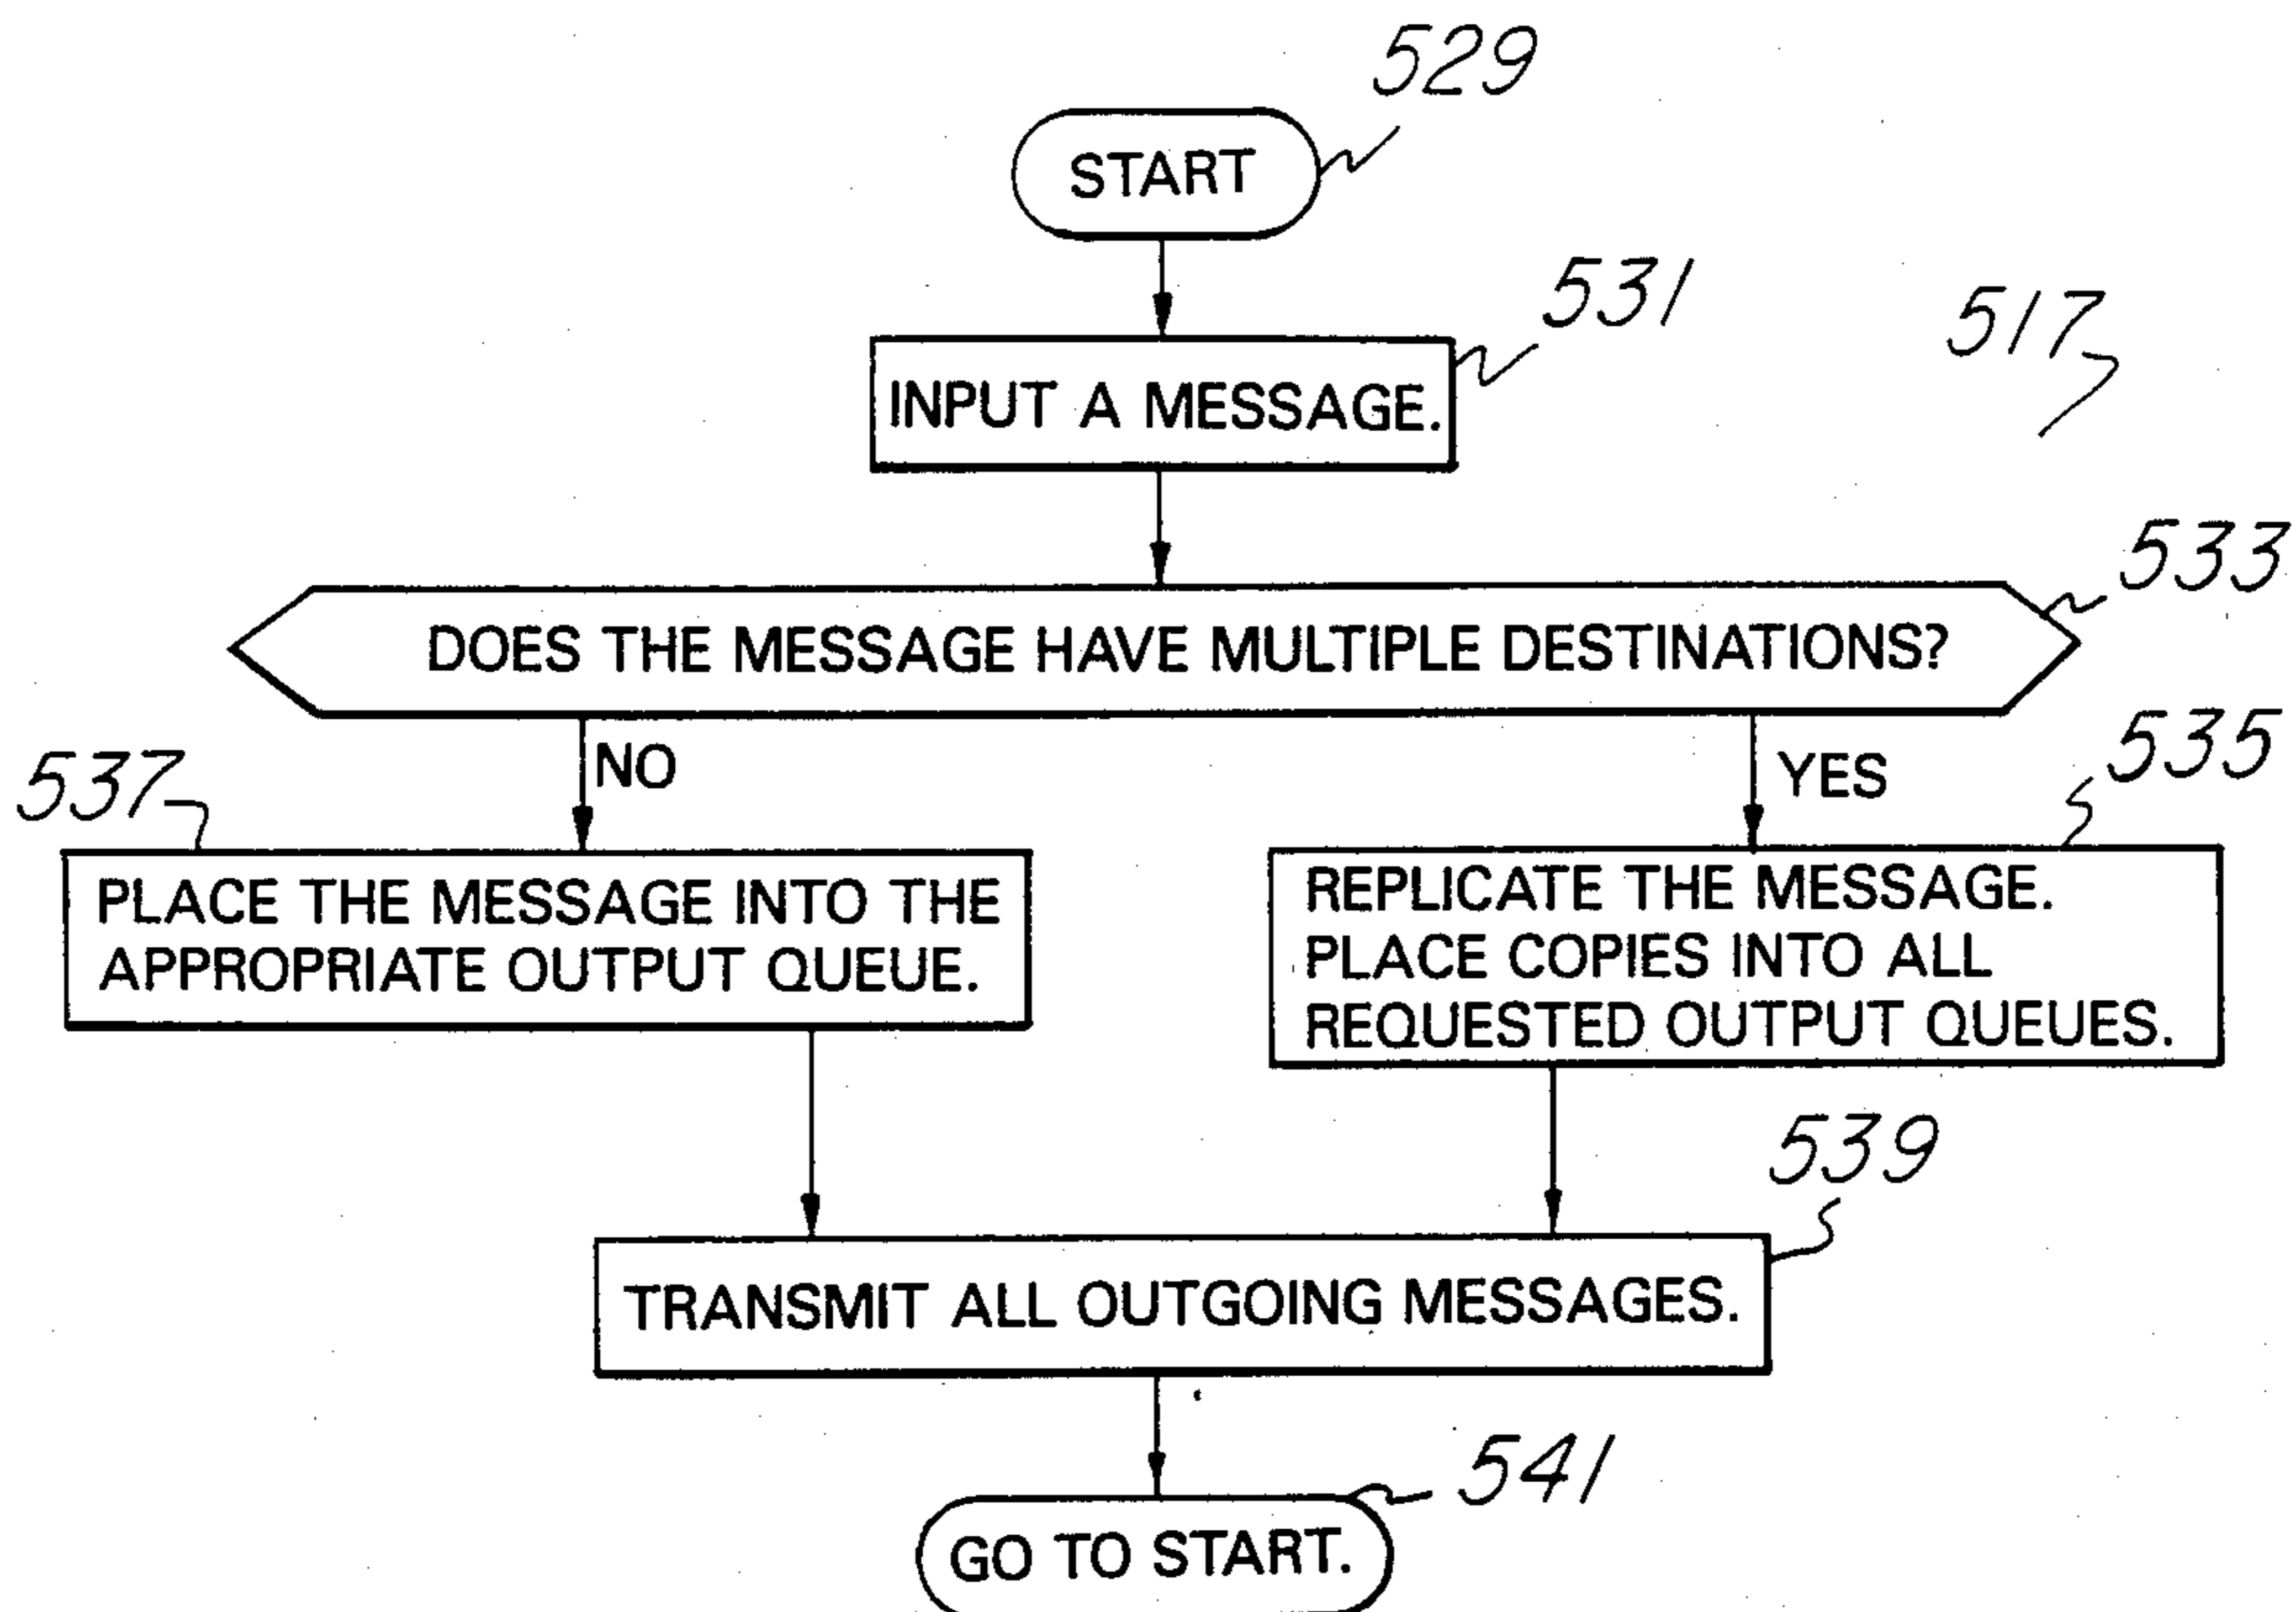 529
START
531
INPUT A MESSAGE.
517
533
DOES THE MESSAGE HAVE MULTIPLE DESTINATIONS?
537
NO
YES
535
PLACE THE MESSAGE INTO THE
APPROPRIATE OUTPUT QUEUE.
REPLICATE THE MESSAGE.
PLACE COPIES INTO ALL
REQUESTED OUTPUT QUEUES.
539
TRANSMIT ALL OUTGOING MESSAGES.
541
GO TO START.